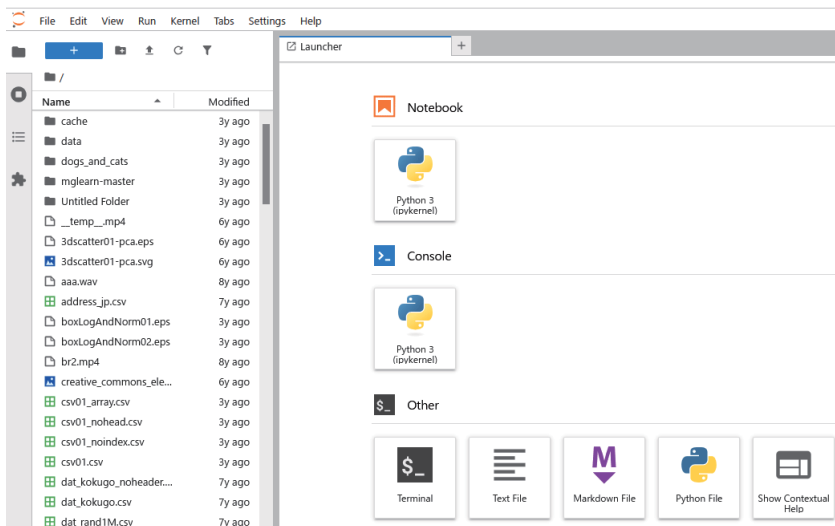 File Edit View Run Kernel Tabs Settings Help
Launcher
/
Name Modified
cache 3y ago
data 3y ago
dogs_and_cats 3y ago
mglearn-master 3y ago
Untitled Folder 3y ago
__temp__.mp4 6y ago
3dscatter01-pca.eps 6y ago
3dscatter01-pca.svg 6y ago
aaa.wav 8y ago
address_jp.csv 7y ago
boxLogAndNorm01.eps 3y ago
boxLogAndNorm02.eps 3y ago
br2.mp4 8y ago
creative_commons_ele... 6y ago
csv01_array.csv 3y ago
csv01_nohead.csv 3y ago
csv01_noindex.csv 3y ago
csv01.csv 3y ago
dat_kokugo_noheader.... 7y ago
dat_kokugo.csv 7y ago
dat_rand1M.csv 7y ago
Notebook
Python 3
(ipykernel)
Console
Python 3
(ipykernel)
$_ Other
$_
M
Terminal
Text File
Markdown File
Python File
Show Contextual
Help